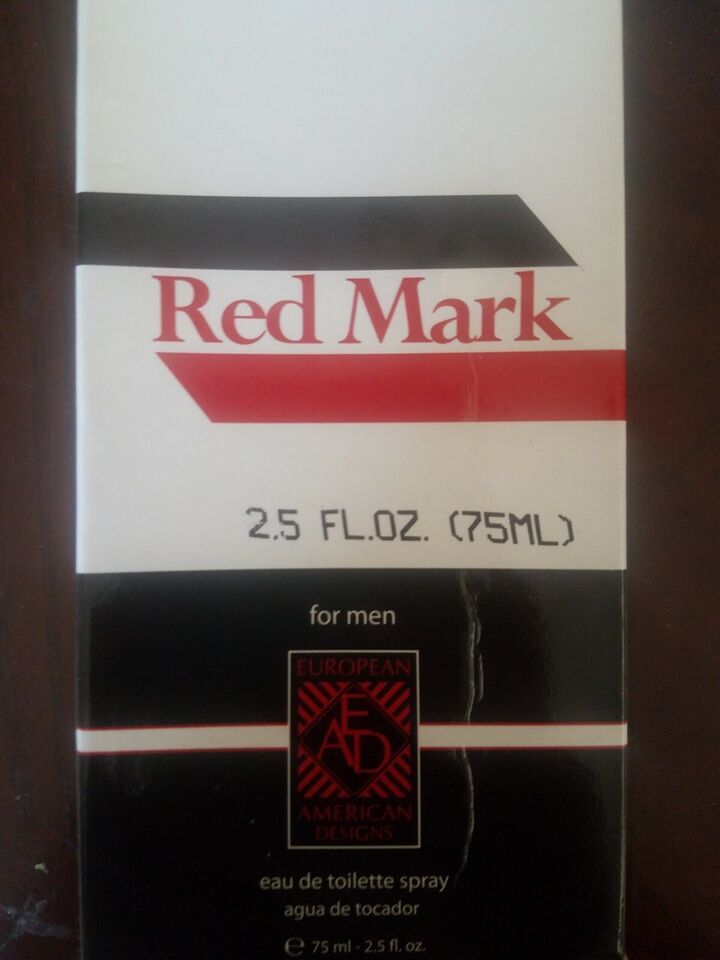 Red Mark
2.5 FL.OZ. (75ML)
for men
EUROPEAN
E
A D
AMERICAN
DESIGNS
eau de toilette spray
agua de tocador
℮ 75 ml - 2.5 fl. oz.